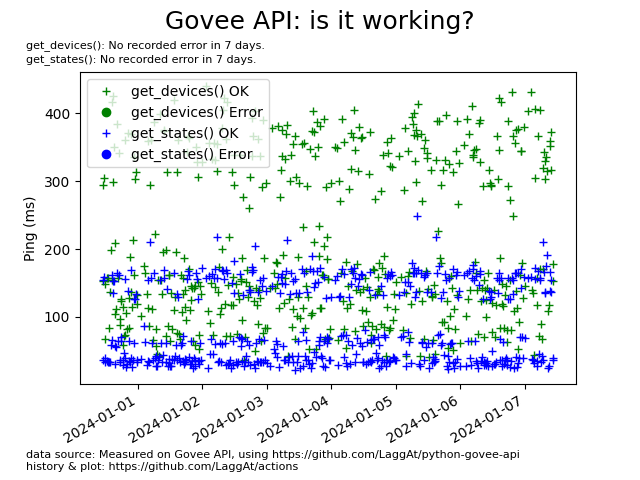 Govee API: is it working?
get_devices(): No recorded error in 7 days.
get_states(): No recorded error in 7 days.
get_devices() OK
get_devices() Error
get_states() OK
get_states() Error
Ping (ms)
400
300
200
100
2024-01-01
2024-01-02
2024-01-03
2024-01-04
2024-01-05
2024-01-06
2024-01-07
data source: Measured on Govee API, using https://github.com/LaggAt/python-govee-api
history & plot: https://github.com/LaggAt/actions